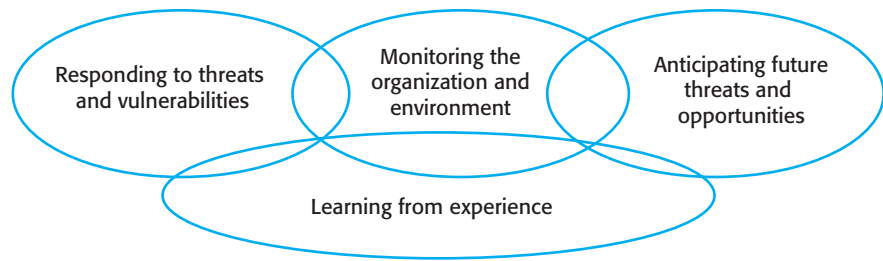 Responding to threats
and vulnerabilities
Monitoring the
organization and
environment
Anticipating future
threats and
opportunities
Learning from experience